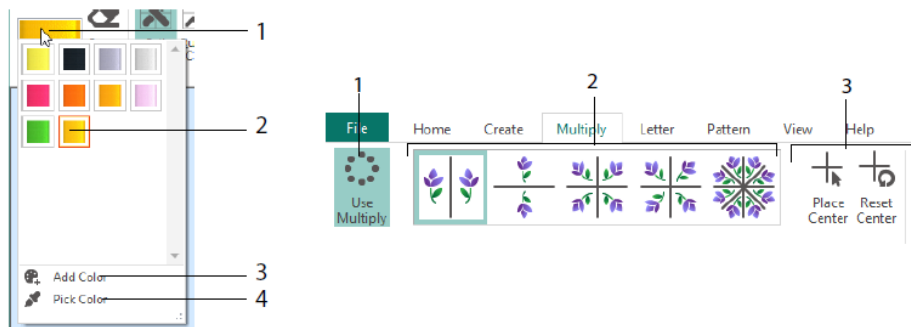 1
2
3
4
Add Color
Pick Color
1
2
3
File
Home
Create
Multiply
Letter
Pattern
View
Help
Use
Multiply
Place
Center
Reset
Center